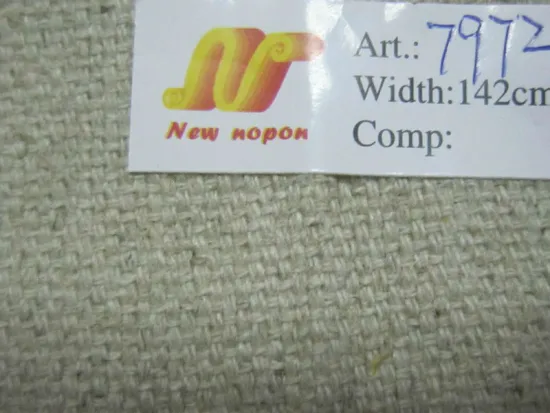 New nopon
Art.: 7972
Width:142cm
Comp: